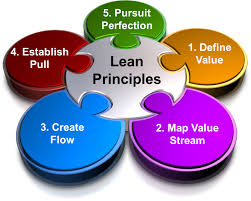 5. Pursuit
Perfection
4. Establish
Pull
1. Define
Value
Lean
Principles
3. Create
Flow
2. Map Value
Stream